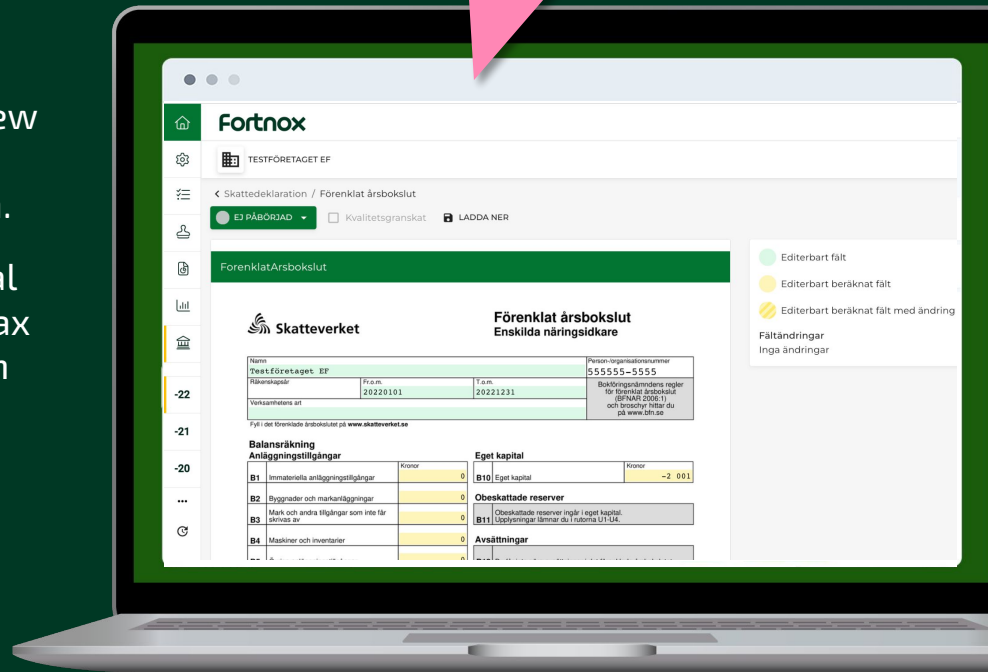 Fortnox
TESTFÖRETAGET EF
Skattedeklaration / Förenklat årsbokslut
EJ PÅBÖRJAD
Kvalitetsgranskat
LADDA NER
ForenklatArsbokslut
Editerbart fält
Editerbart beräknat fält
Editerbart beräknat fält med ändring
Fältändringar
Inga ändringar
-22
-21
-20
Skatteverket
Förenklat årsbokslut
Enskilda näringsidkare
Namn
Testföretaget EF
Person-/organisationsnummer
555555-5555
Räkenskapsår
Fr.o.m.
20220101
T.o.m.
20221231
Bokföringsnämndens regler
för förenklat årsbokslut
(BFNAR 2006:1)
och broschyr hittar du
på www.bfn.se
Verksamhetens art
Fyll i det förenklade årsbokslutet på www.skatteverket.se
Balansräkning
Anläggningstillgångar
Kronor
B1 Immateriella anläggningstillgångar 0
B2 Byggnader och markanläggningar 0
B3 Mark och andra tillgångar som inte får
skrivas av 0
B4 Maskiner och inventarier 0
Eget kapital
Kronor
B10 Eget kapital -2 001
Obeskattade reserver
B11 Obeskattade reserver ingår i eget kapital.
Upplysningar lämnar du i rutorna U1-U4.
Avsättningar